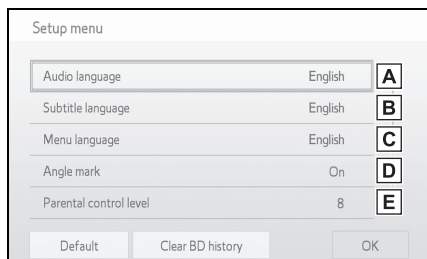 Setup menu
Audio language English A
Subtitle language English B
Menu language English C
Angle mark On D
Parental control level 8 E
Default Clear BD history OK